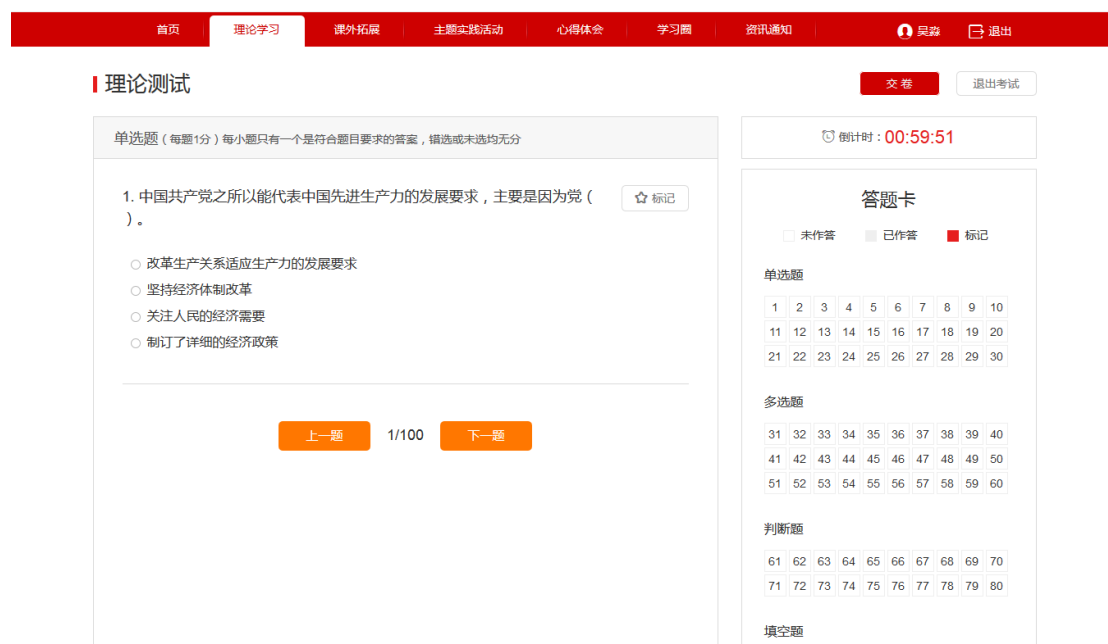 首页 理论学习 课外拓展 主题实践活动 心得体会 学习圈 资讯通知 吴淼 退出
理论测试
交卷 退出考试
单选题 ( 每题1分 ) 每小题只有一个是符合题目要求的答案，错选或未选均无分
倒计时 : 00:59:51
1. 中国共产党之所以能代表中国先进生产力的发展要求，主要是因为党 (
) 。
标记
改革生产关系适应生产力的发展要求
坚持经济体制改革
关注人民的经济需要
制订了详细的经济政策
上一题 1/100 下一题
答题卡
未作答 已作答 标记
单选题
1 2 3 4 5 6 7 8 9 10
11 12 13 14 15 16 17 18 19 20
21 22 23 24 25 26 27 28 29 30
多选题
31 32 33 34 35 36 37 38 39 40
41 42 43 44 45 46 47 48 49 50
51 52 53 54 55 56 57 58 59 60
判断题
61 62 63 64 65 66 67 68 69 70
71 72 73 74 75 76 77 78 79 80
填空题